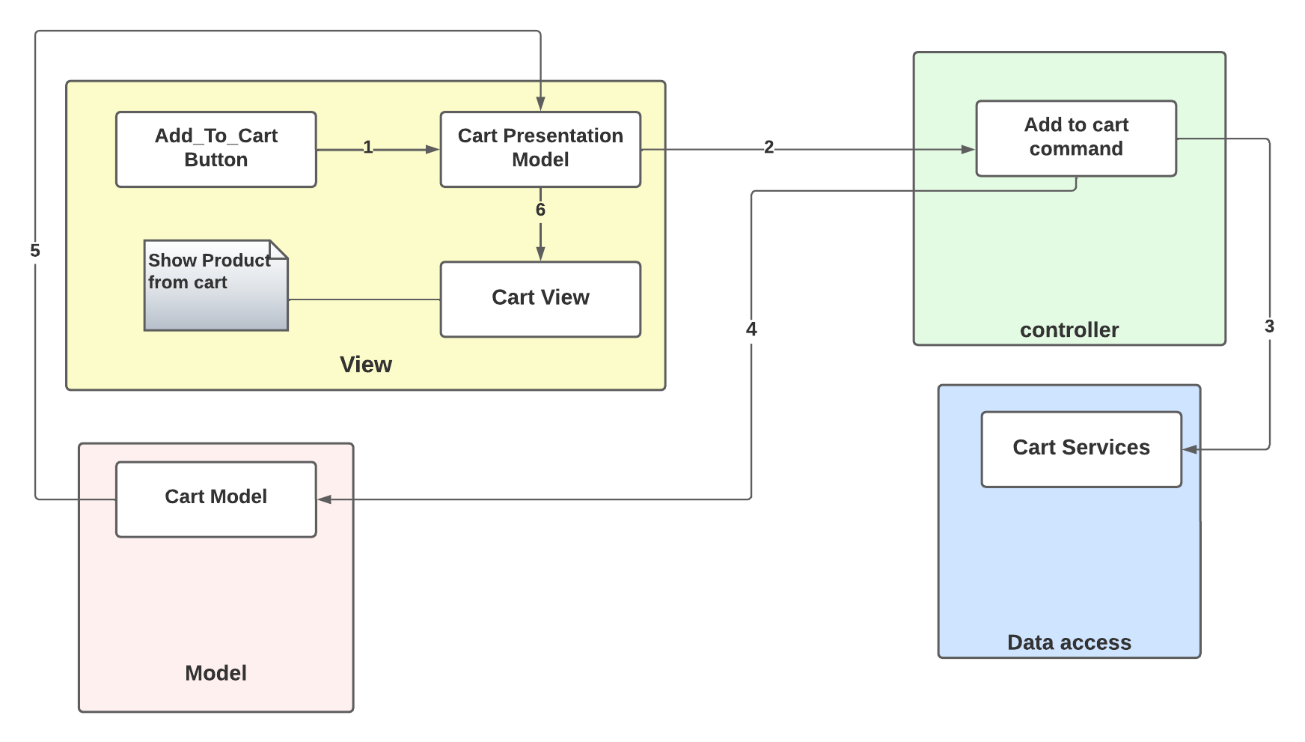 Add_To_Cart
Button
1
Cart Presentation
Model
2
Add to cart
command
6
5
Show Product
from cart
Cart View
4
3
controller
View
Cart Services
Cart Model
Data access
Model